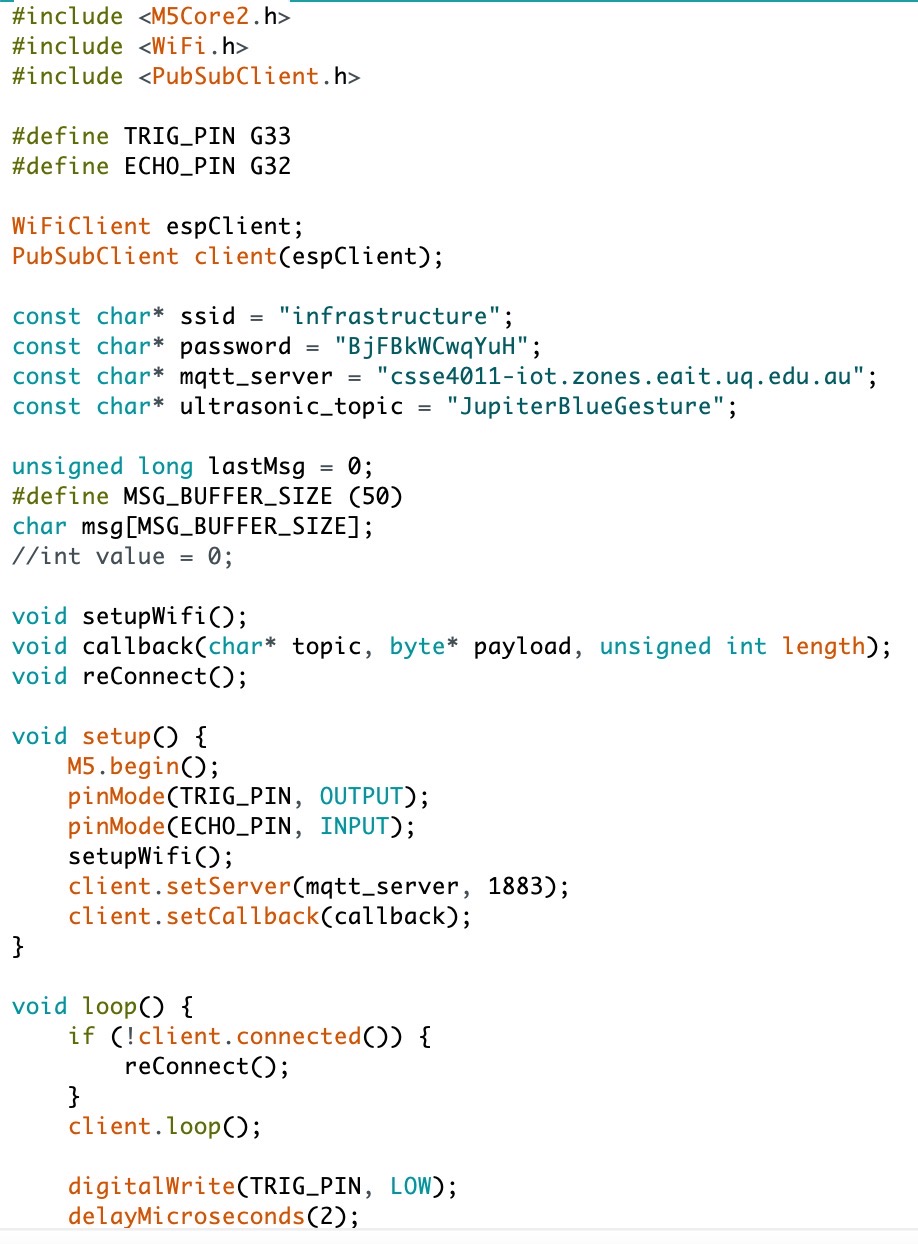 #include <M5Core2.h>
#include <WiFi.h>
#include <PubSubClient.h>

#define TRIG_PIN G33
#define ECHO_PIN G32

WiFiClient espClient;
PubSubClient client(espClient);

const char* ssid = "infrastructure";
const char* password = "BjFBkWCwqYuH";
const char* mqtt_server = "csse4011-iot.zones.eait.uq.edu.au";
const char* ultrasonic_topic = "JupiterBlueGesture";

unsigned long lastMsg = 0;
#define MSG_BUFFER_SIZE (50)
char msg[MSG_BUFFER_SIZE];
//int value = 0;

void setupWifi();
void callback(char* topic, byte* payload, unsigned int length);
void reConnect();

void setup() {
    M5.begin();
    pinMode(TRIG_PIN, OUTPUT);
    pinMode(ECHO_PIN, INPUT);
    setupWifi();
    client.setServer(mqtt_server, 1883);
    client.setCallback(callback);
}

void loop() {
    if (!client.connected()) {
        reConnect();
    }
    client.loop();

    digitalWrite(TRIG_PIN, LOW);
    delayMicroseconds(2);